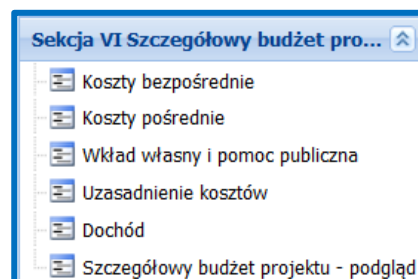 Sekcja VI Szczegółowy budżet pro...
Koszty bezpośrednie
Koszty pośrednie
Wkład własny i pomoc publiczna
Uzasadnienie kosztów
Dochód
Szczegółowy budżet projektu - podgląd